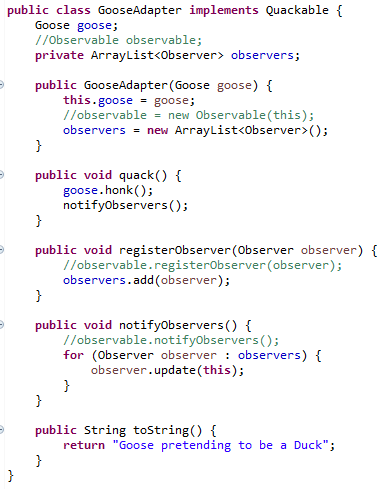 public class GooseAdapter implements Quackable {
    Goose goose;
    //Observable observable;
    private ArrayList<Observer> observers;

    public GooseAdapter(Goose goose) {
        this.goose = goose;
        //observable = new Observable(this);
        observers = new ArrayList<Observer>();
    }

    public void quack() {
        goose.honk();
        notifyObservers();
    }

    public void registerObserver(Observer observer) {
        //observable.registerObserver(observer);
        observers.add(observer);
    }

    public void notifyObservers() {
        //observable.notifyObservers();
        for (Observer observer : observers) {
            observer.update(this);
        }
    }

    public String toString() {
        return "Goose pretending to be a Duck";
    }
}